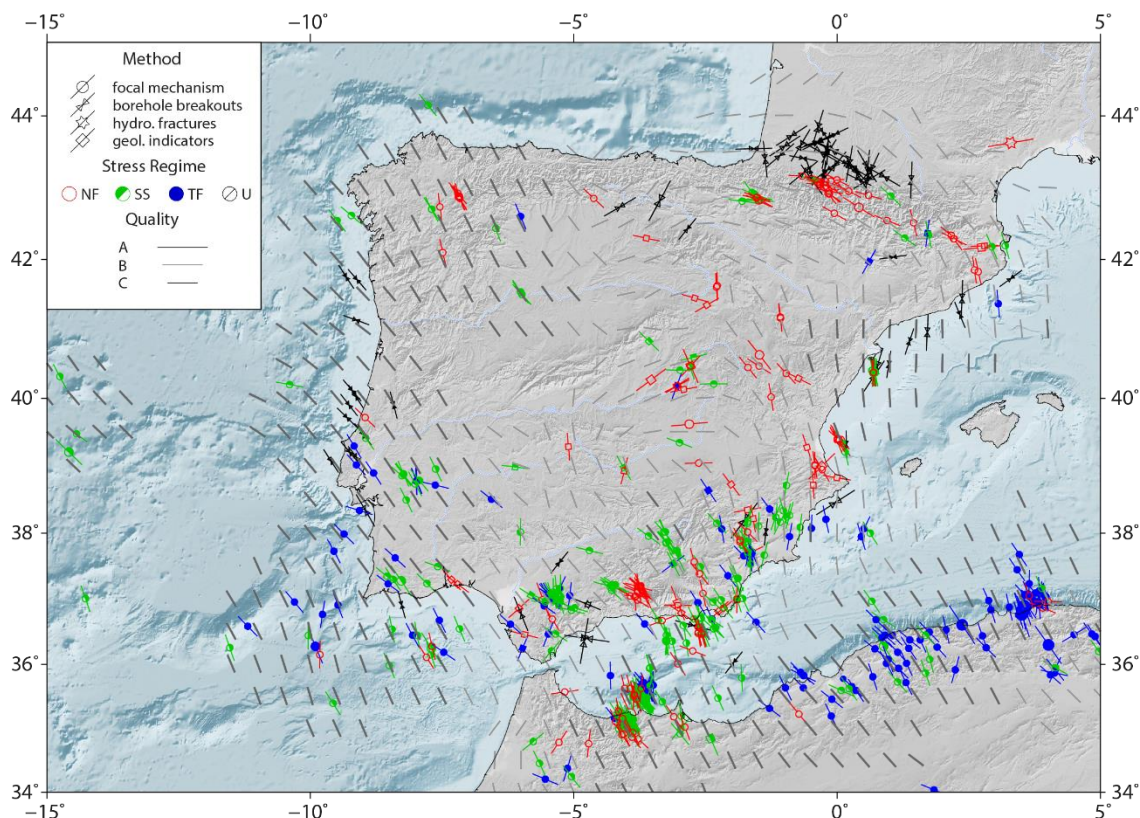 −15 −10 −5 0 5°
Method
focal mechanism
borehole breakouts
hydro. fractures
geol. indicators
Stress Regime
NF SS TF U
Quality
A
B
C
44° 44°
42° 42°
40° 40°
38° 38°
36° 36°
34° 34°
−15 −10 −5 0 5°